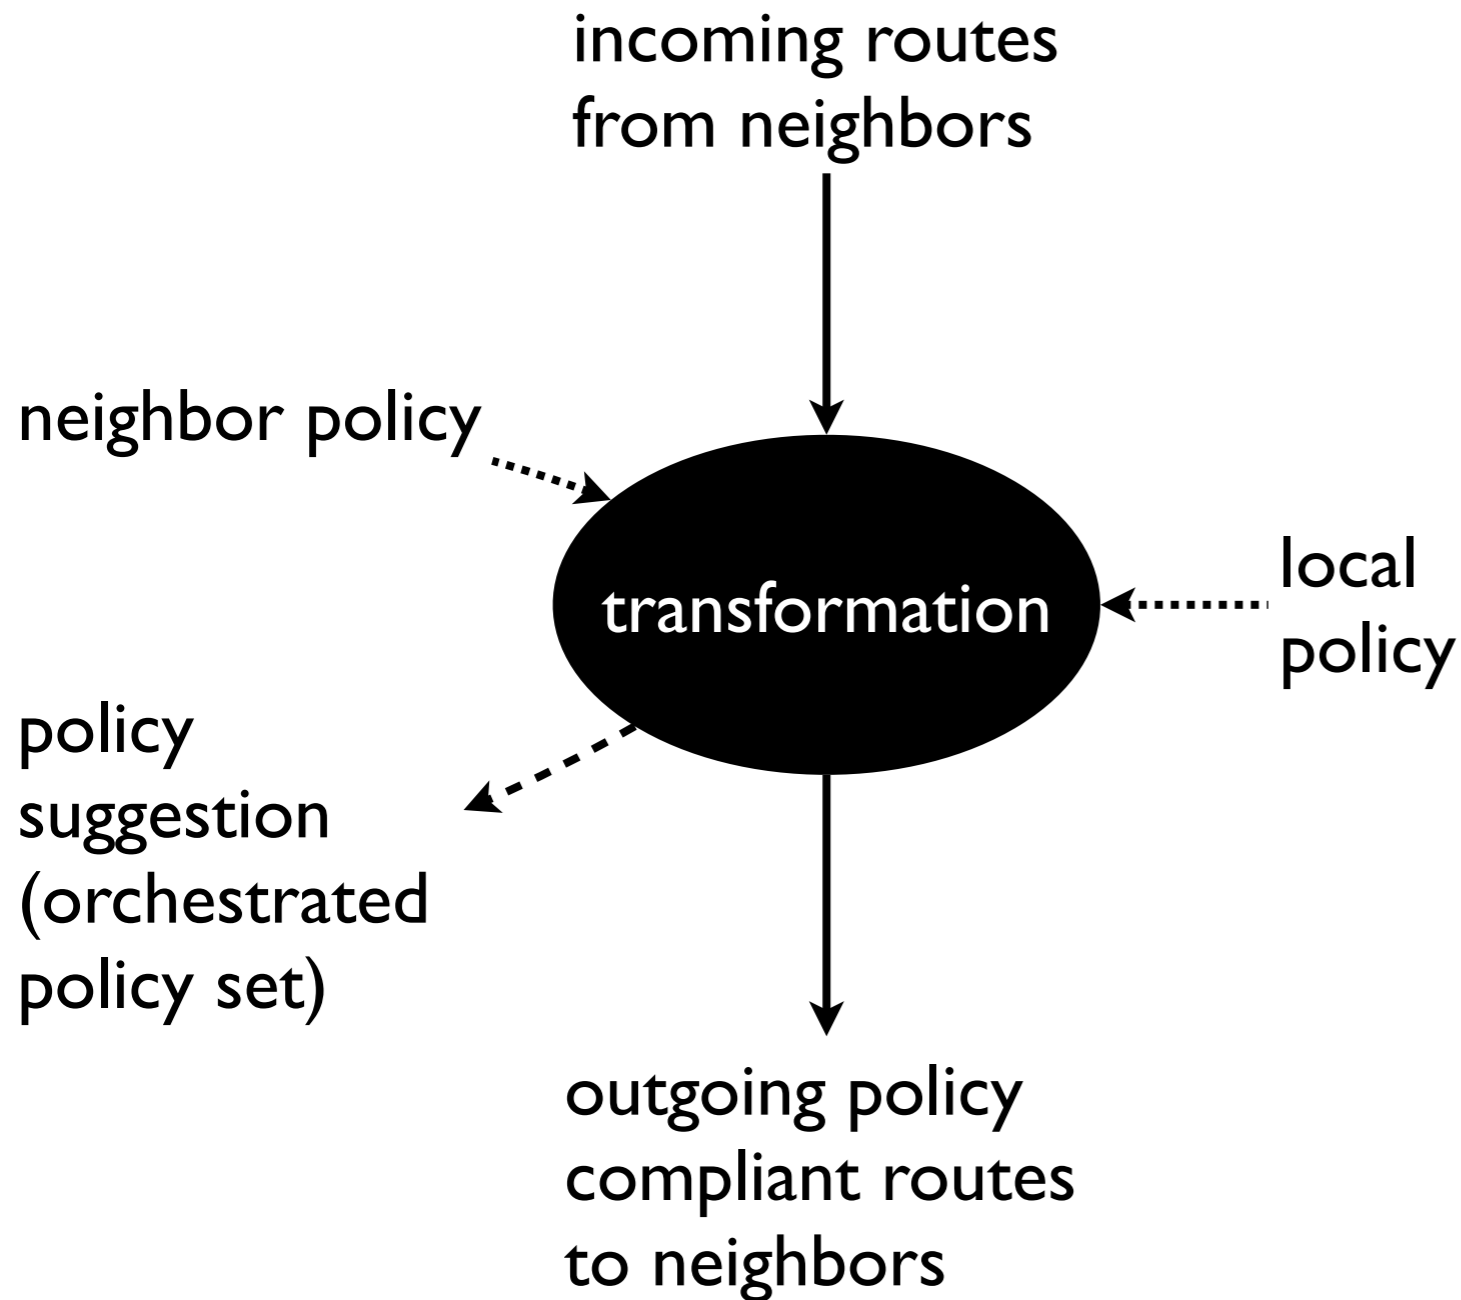 incoming routes
from neighbors
neighbor policy
transformation
local
policy
policy
suggestion
(orchestrated
policy set)
outgoing policy
compliant routes
to neighbors